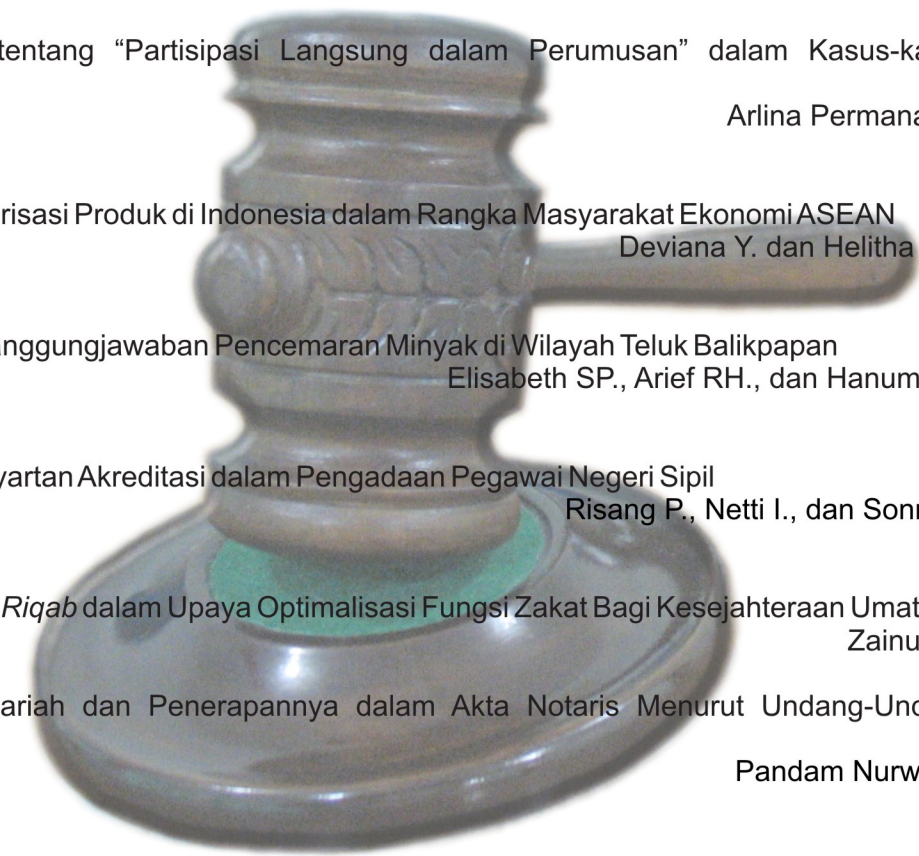 tentang “Partisipasi Langsung dalam Perumusan” dalam Kasus-ka
Arlina Permana
risasi Produk di Indonesia dalam Rangka Masyarakat Ekonomi ASEAN
Deviana Y. dan Helitha
anggungjawaban Pencemaran Minyak di Wilayah Teluk Balikpapan
Elisabeth SP., Arief RH., dan Hanum
yartan Akreditasi dalam Pengadaan Pegawai Negeri Sipil
Risang P., Netti I., dan Sonn
Riqab dalam Upaya Optimalisasi Fungsi Zakat Bagi Kesejahteraan Umat
Zainu
ariah dan Penerapannya dalam Akta Notaris Menurut Undang-Und
Pandam Nurw